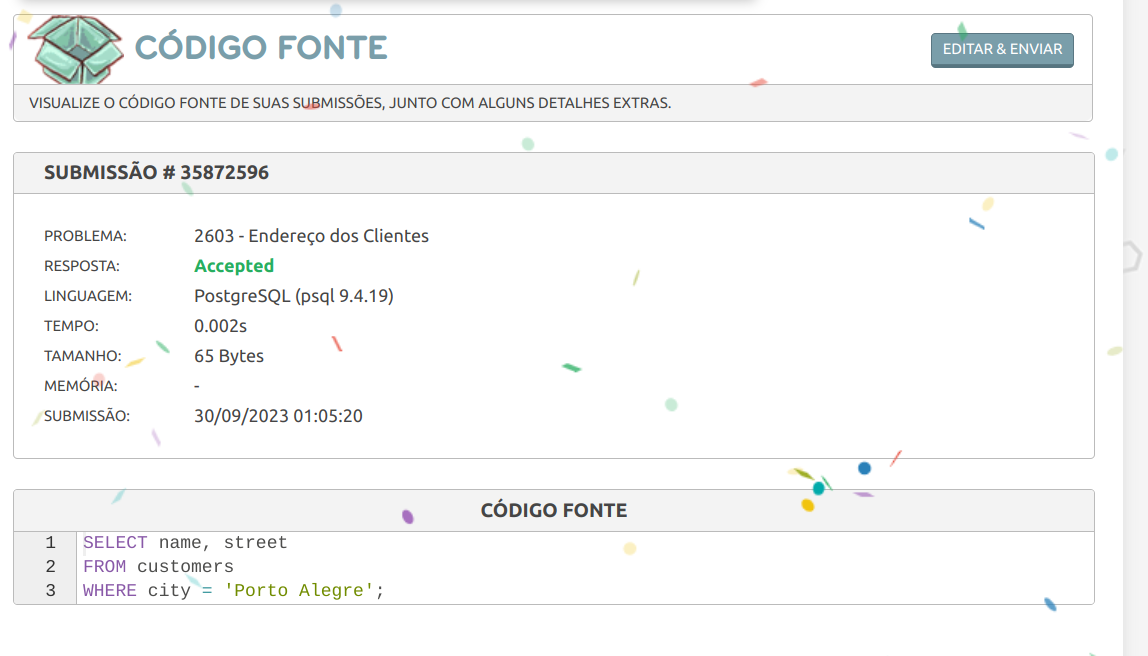 CÓDIGO FONTE
EDITAR & ENVIAR
VISUALIZE O CÓDIGO FONTE DE SUAS SUBMISSÕES, JUNTO COM ALGUNS DETALHES EXTRAS.
SUBMISSÃO # 35872596
PROBLEMA: 2603 - Endereço dos Clientes
RESPOSTA: Accepted
LINGUAGEM: PostgreSQL (psql 9.4.19)
TEMPO: 0.002s
TAMANHO: 65 Bytes
MEMÓRIA: -
SUBMISSÃO: 30/09/2023 01:05:20
CÓDIGO FONTE
1 SELECT name, street
2 FROM customers
3 WHERE city = 'Porto Alegre';